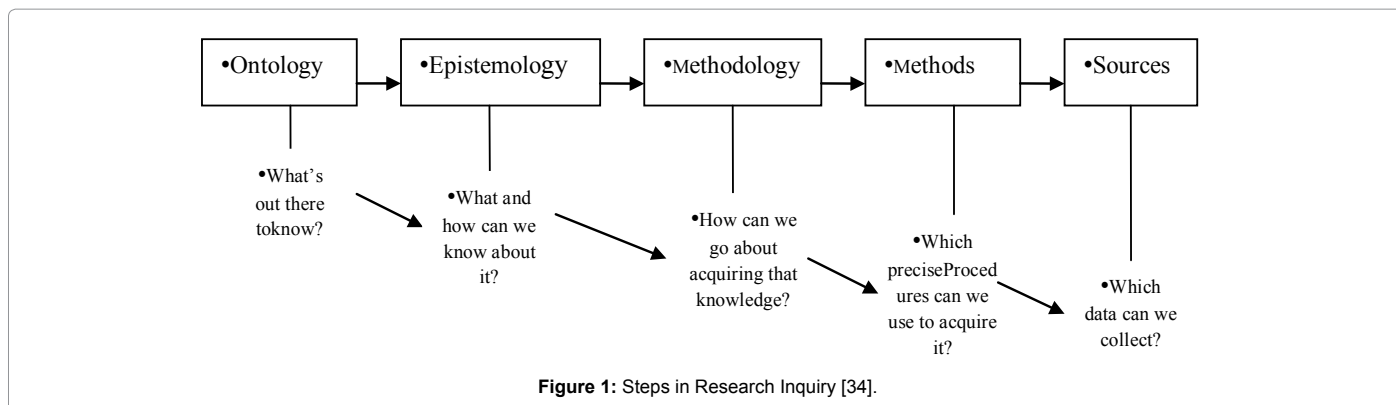 •Ontology
•Epistemology
•Methodology
•Methods
•Sources
•What's
out there
toknow?
•What and
how can we
know about
it?
•How can we
go about
acquiring that
knowledge?
•Which
preciseProced
ures can we
use to acquire
it?
•Which
data can we
collect?
Figure 1: Steps in Research Inquiry [34].